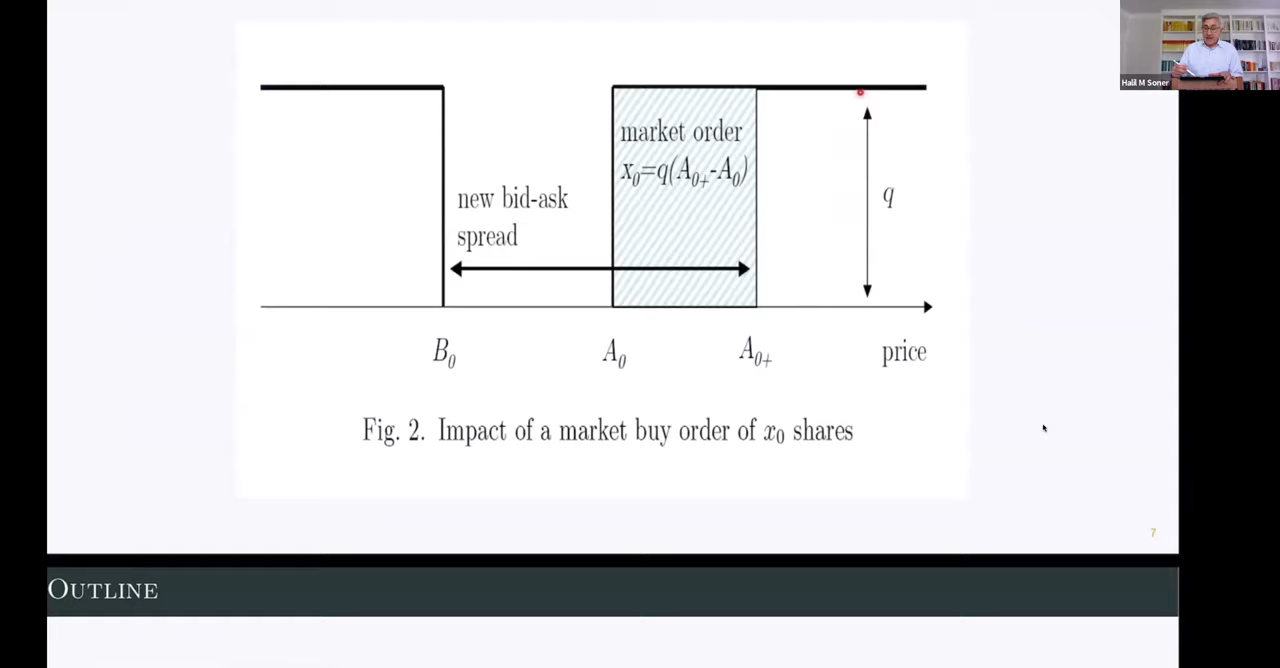 Halil M Soner
market order
x₀=q(A₀₊-A₀)
new bid-ask
spread
q
B₀
A₀
A₀₊
price
Fig. 2. Impact of a market buy order of x₀ shares
7
OUTLINE